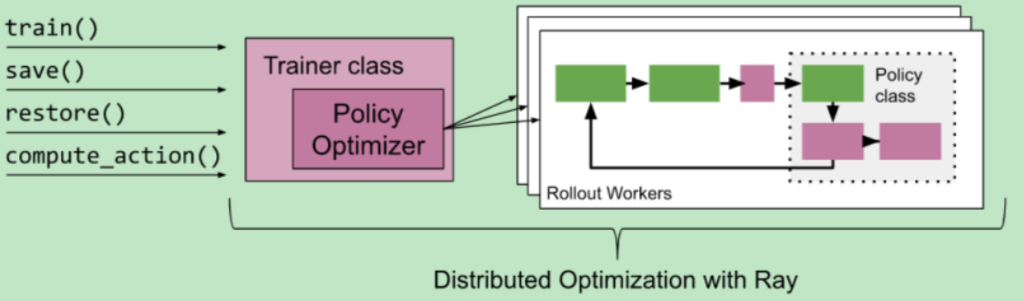 train()
save()
restore()
compute_action()
Trainer class
Policy
Optimizer
Policy
class
Rollout Workers
Distributed Optimization with Ray